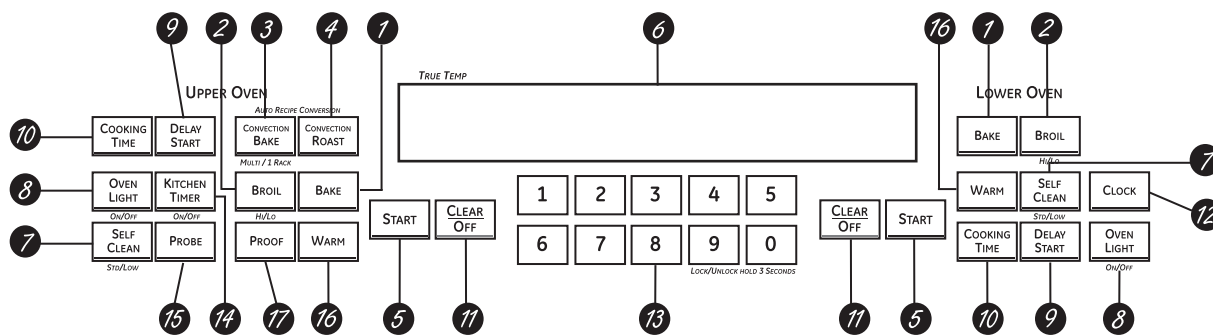 9 2 3 4 1 6 16 1 2
TRUE TEMP
UPPER OVEN
LOWER OVEN
AUTO RECIPE CONVERSION
10
COOKING TIME
DELAY START
CONVECTION BAKE
CONVECTION ROAST
BAKE
BROIL
MULTI / 1 RACK
HI/LO
7
8
OVEN LIGHT
KITCHEN TIMER
BROIL
BAKE
1 2 3 4 5
16
WARM
SELF CLEAN
CLOCK
ON/OFF
ON/OFF
HI/LO
STD/LOW
12
START
CLEAR OFF
CLEAR OFF
START
7
SELF CLEAN
PROBE
PROOF
WARM
6 7 8 9 0
COOKING TIME
DELAY START
OVEN LIGHT
STD/LOW
LOCK/UNLOCK HOLD 3 SECONDS
ON/OFF
15 14 17 16 5 11 13 11 5 10 9 8